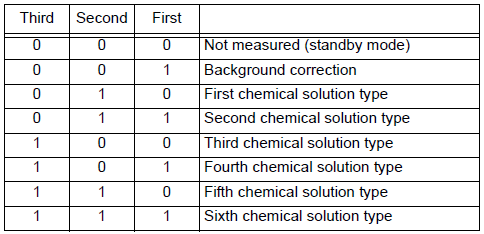 Third Second First
0 0 0 Not measured (standby mode)
0 0 1 Background correction
0 1 0 First chemical solution type
0 1 1 Second chemical solution type
1 0 0 Third chemical solution type
1 0 1 Fourth chemical solution type
1 1 0 Fifth chemical solution type
1 1 1 Sixth chemical solution type